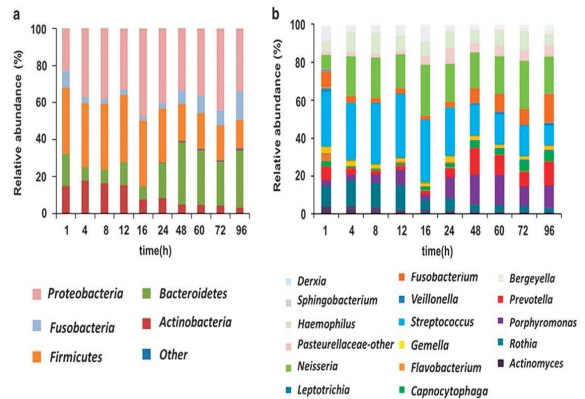 a
b
Relative abundance (%)
100
80
60
40
20
0
1 4 8 12 16 24 48 60 72 96
time(h)
Relative abundance (%)
100
80
60
40
20
0
1 4 8 12 16 24 48 60 72 96
time(h)
Proteobacteria
Bacteroidetes
Fusobacteria
Actinobacteria
Firmicutes
Other
Derxia
Sphingobacterium
Haemophilus
Pasteurellaceae-other
Neisseria
Leptotrichia
Fusobacterium
Veillonella
Streptococcus
Gemella
Flavobacterium
Capnocytophaga
Bergeyella
Prevotella
Porphyromonas
Rothia
Actinomyces